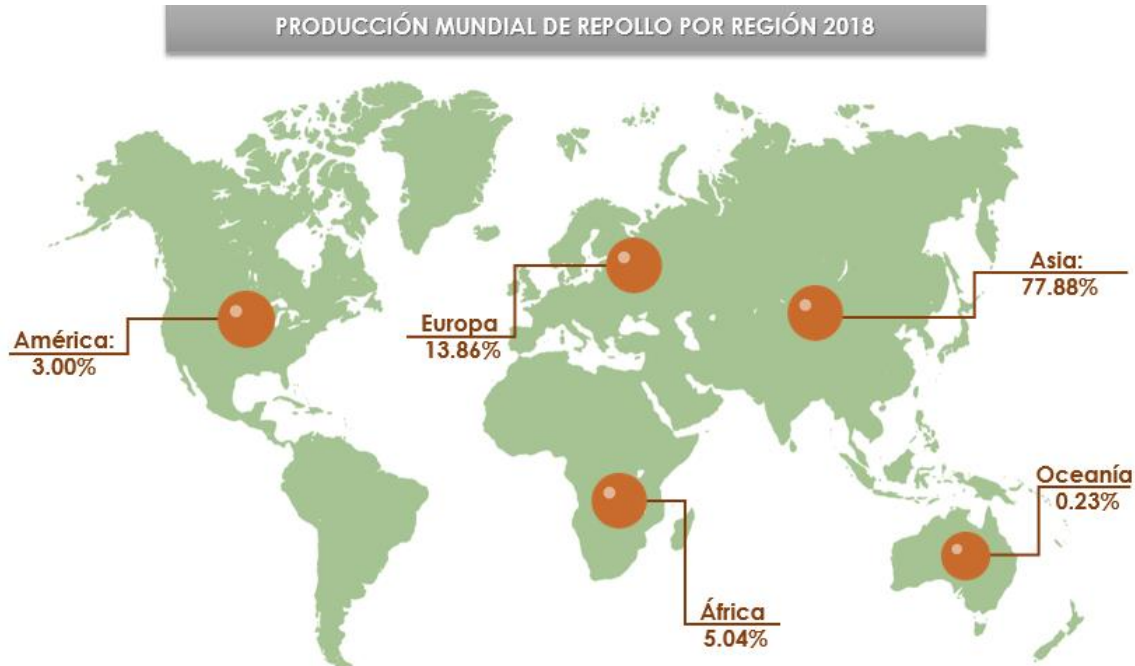 PRODUCCIÓN MUNDIAL DE REPOLLO POR REGIÓN 2018
América:
3.00%
Europa
13.86%
Asia:
77.88%
África
5.04%
Oceanía
0.23%